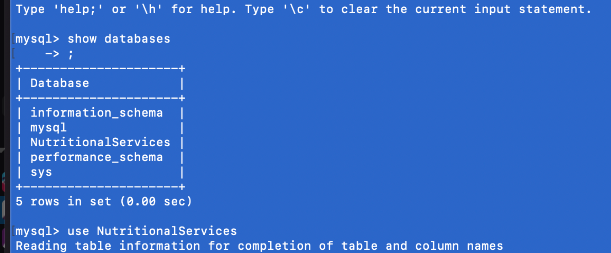 Type 'help;' or '\h' for help. Type '\c' to clear the current input statement.
mysql> show databases
    -> ;
+--------------------+
| Database           |
+--------------------+
| information_schema |
| mysql              |
| NutritionalServices |
| performance_schema |
| sys                |
+--------------------+
5 rows in set (0.00 sec)
mysql> use NutritionalServices
Reading table information for completion of table and column names